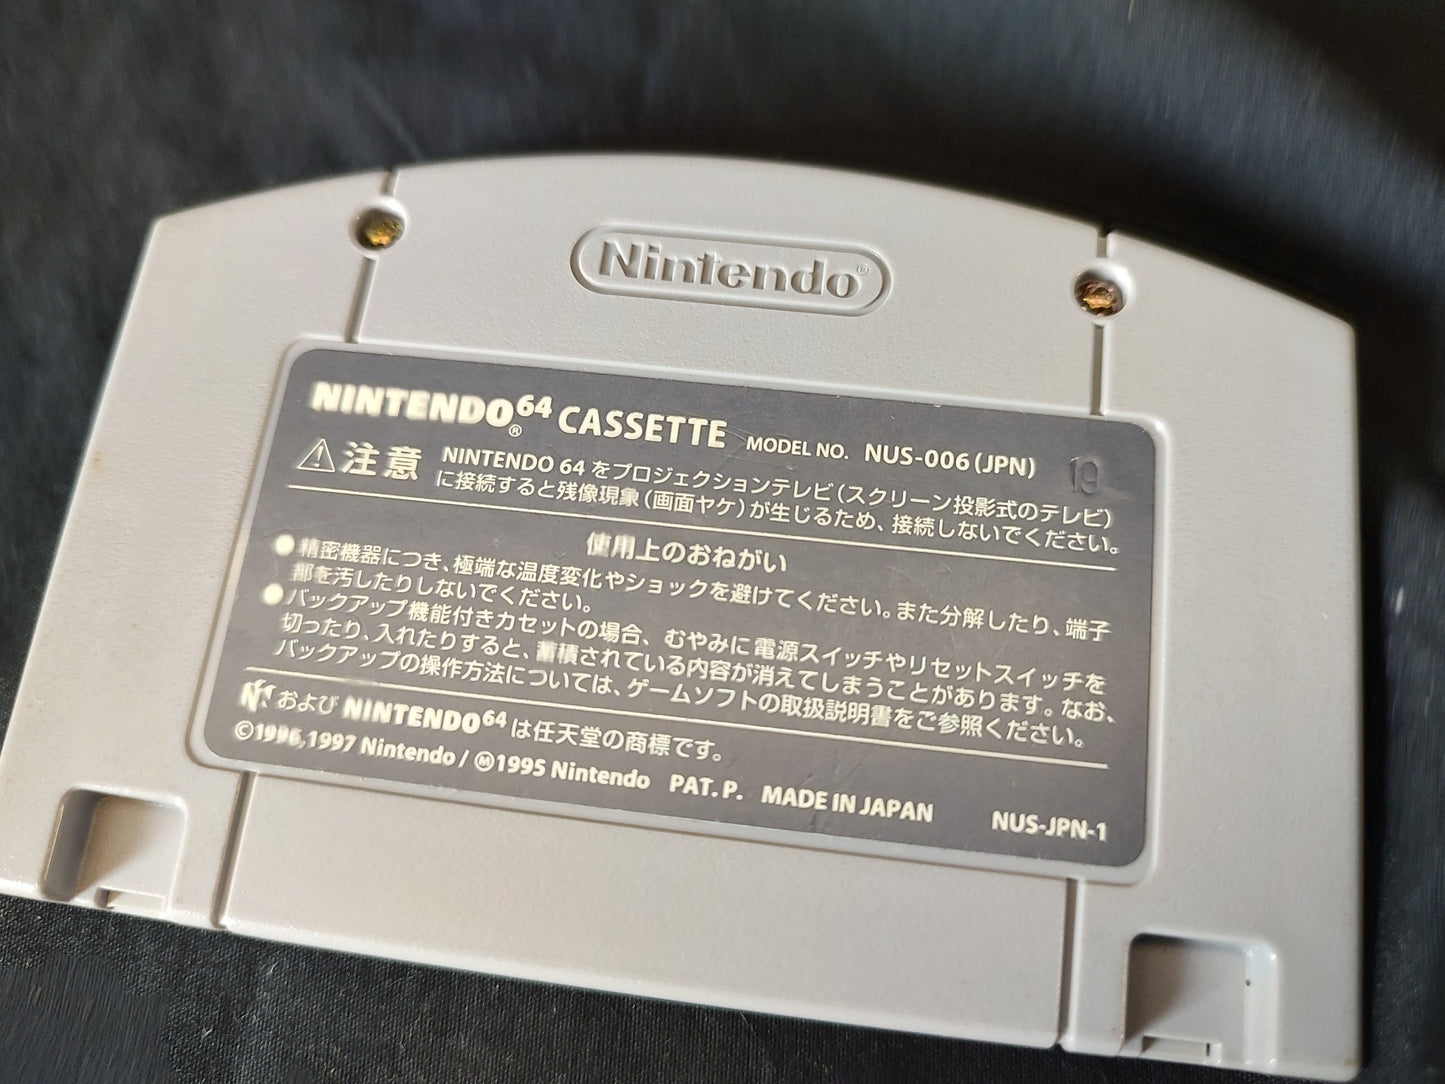 Nintendo®
NINTENDO64® CASSETTE MODEL NO. NUS-006(JPN) 19
⚠注意 NINTENDO 64 をプロジェクションテレビ(スクリーン投影式のテレビ)
に接続すると残像現象(画面ヤケ)が生じるため、接続しないでください。
使用上のおねがい
●精密機器につき、極端な温度変化やショックを避けてください。また分解したり、端子
部を汚したりしないでください。
●バックアップ機能付きカセットの場合、むやみに電源スイッチやリセットスイッチを
切ったり、入れたりすると、蓄積されている内容が消えてしまうことがあります。なお、
バックアップの操作方法については、ゲームソフトの取扱説明書をご参照ください。
および NINTENDO64 は任天堂の商標です。
©1996,1997 Nintendo / Ⓜ1995 Nintendo PAT. P. MADE IN JAPAN NUS-JPN-1